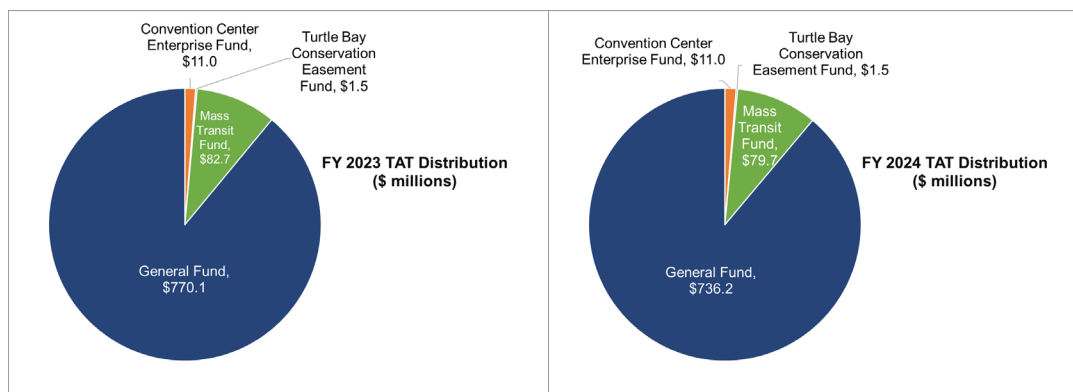 Convention Center
Enterprise Fund,
$11.0
Turtle Bay
Conservation
Easement
Fund, $1.5
Mass
Transit
Fund,
$82.7
FY 2023 TAT Distribution
($ millions)
General Fund,
$770.1
Convention Center
Enterprise Fund, $11.0
Turtle Bay
Conservation
Easement Fund, $1.5
Mass
Transit
Fund,
$79.7
FY 2024 TAT Distribution
($ millions)
General Fund,
$736.2